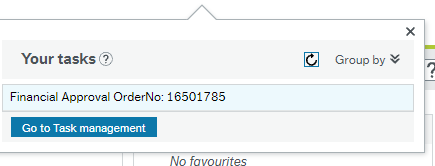 Your tasks ?
Group by
Financial Approval OrderNo: 16501785
Go to Task management
?
No favourites